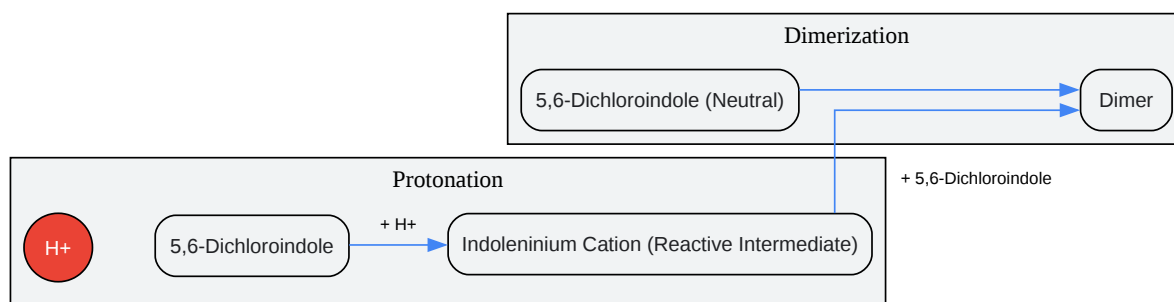 Dimerization
5,6-Dichloroindole (Neutral)
Dimer
Protonation
+ 5,6-Dichloroindole
H+
5,6-Dichloroindole
+ H+
Indoleninium Cation (Reactive Intermediate)